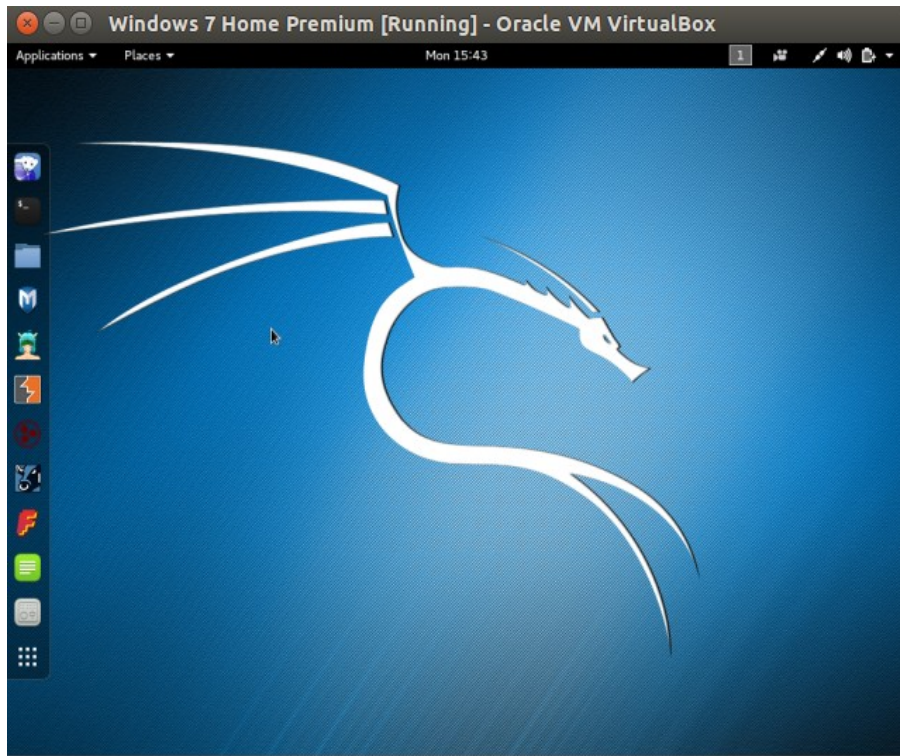 Windows 7 Home Premium [Running] - Oracle VM VirtualBox
Applications Places Mon 15:43 1
$_
M
F